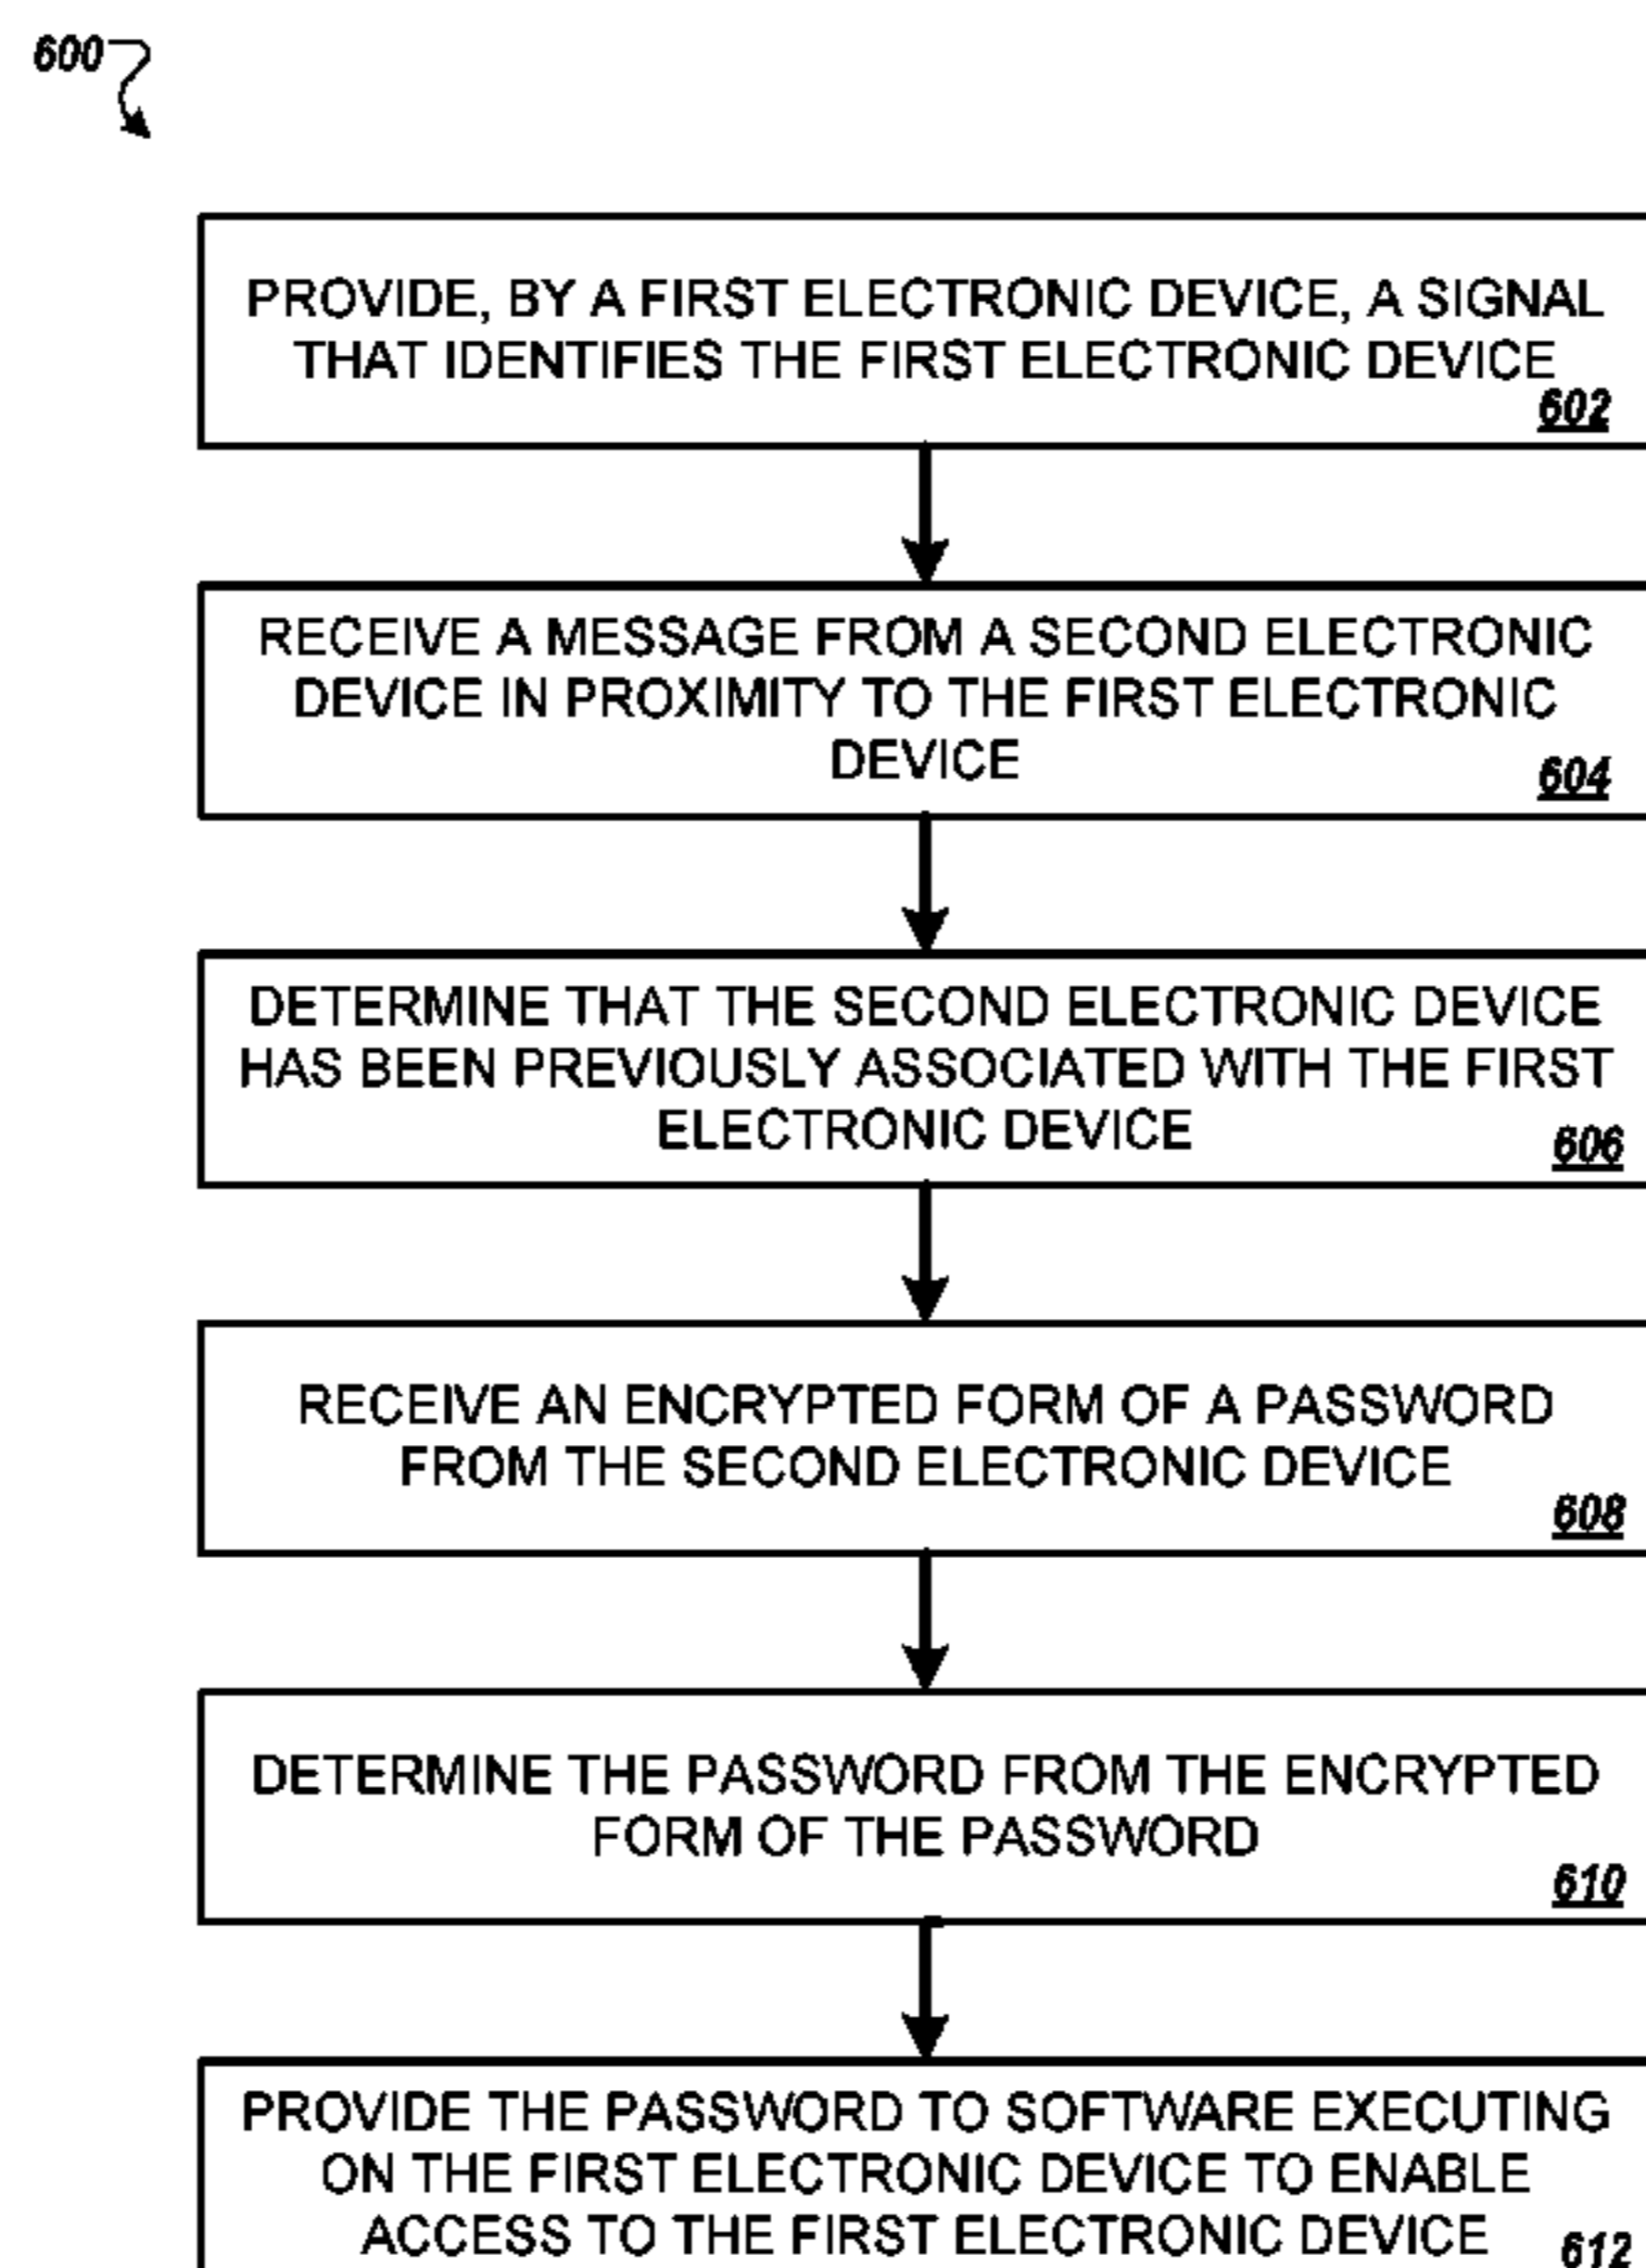 600
PROVIDE, BY A FIRST ELECTRONIC DEVICE, A SIGNAL
THAT IDENTIFIES THE FIRST ELECTRONIC DEVICE
602
RECEIVE A MESSAGE FROM A SECOND ELECTRONIC
DEVICE IN PROXIMITY TO THE FIRST ELECTRONIC
DEVICE
604
DETERMINE THAT THE SECOND ELECTRONIC DEVICE
HAS BEEN PREVIOUSLY ASSOCIATED WITH THE FIRST
ELECTRONIC DEVICE
606
RECEIVE AN ENCRYPTED FORM OF A PASSWORD
FROM THE SECOND ELECTRONIC DEVICE
608
DETERMINE THE PASSWORD FROM THE ENCRYPTED
FORM OF THE PASSWORD
610
PROVIDE THE PASSWORD TO SOFTWARE EXECUTING
ON THE FIRST ELECTRONIC DEVICE TO ENABLE
ACCESS TO THE FIRST ELECTRONIC DEVICE
612